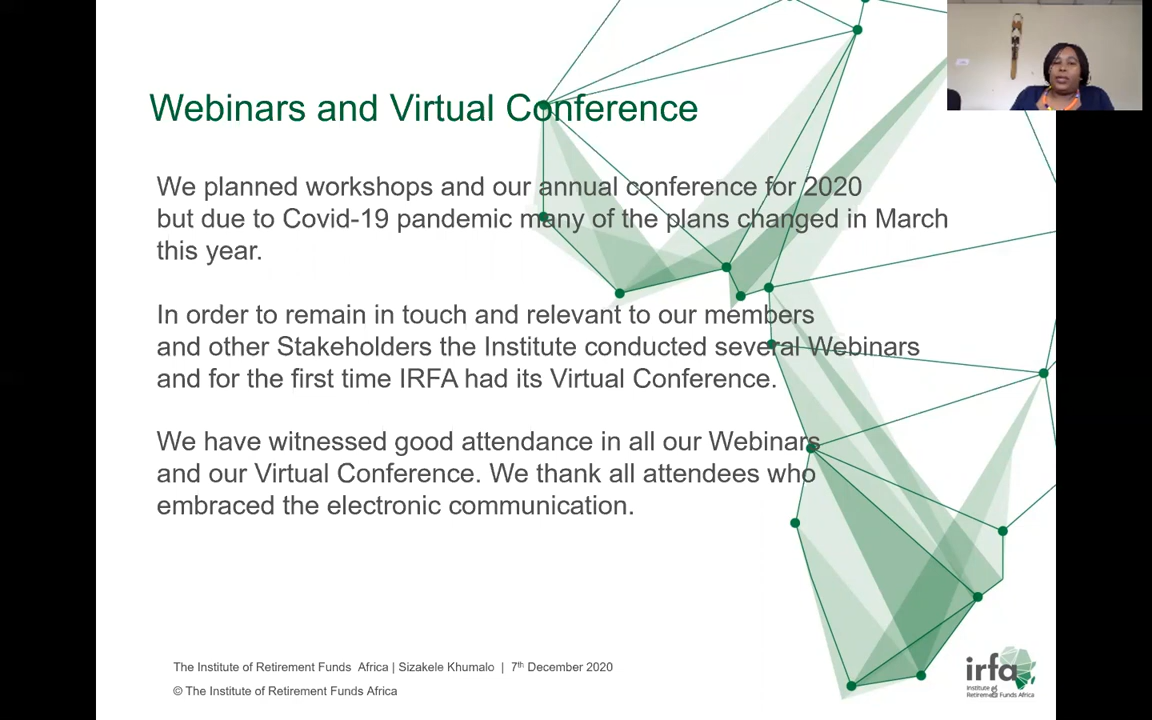 Webinars and Virtual Conference
We planned workshops and our annual conference for 2020
but due to Covid-19 pandemic many of the plans changed in March
this year.
In order to remain in touch and relevant to our members
and other Stakeholders the Institute conducted several Webinars
and for the first time IRFA had its Virtual Conference.
We have witnessed good attendance in all our Webinars
and our Virtual Conference. We thank all attendees who
embraced the electronic communication.
The Institute of Retirement Funds Africa | Sizakele Khumalo | 7th December 2020
© The Institute of Retirement Funds Africa
irfa
Institute of
Retirement Funds Africa